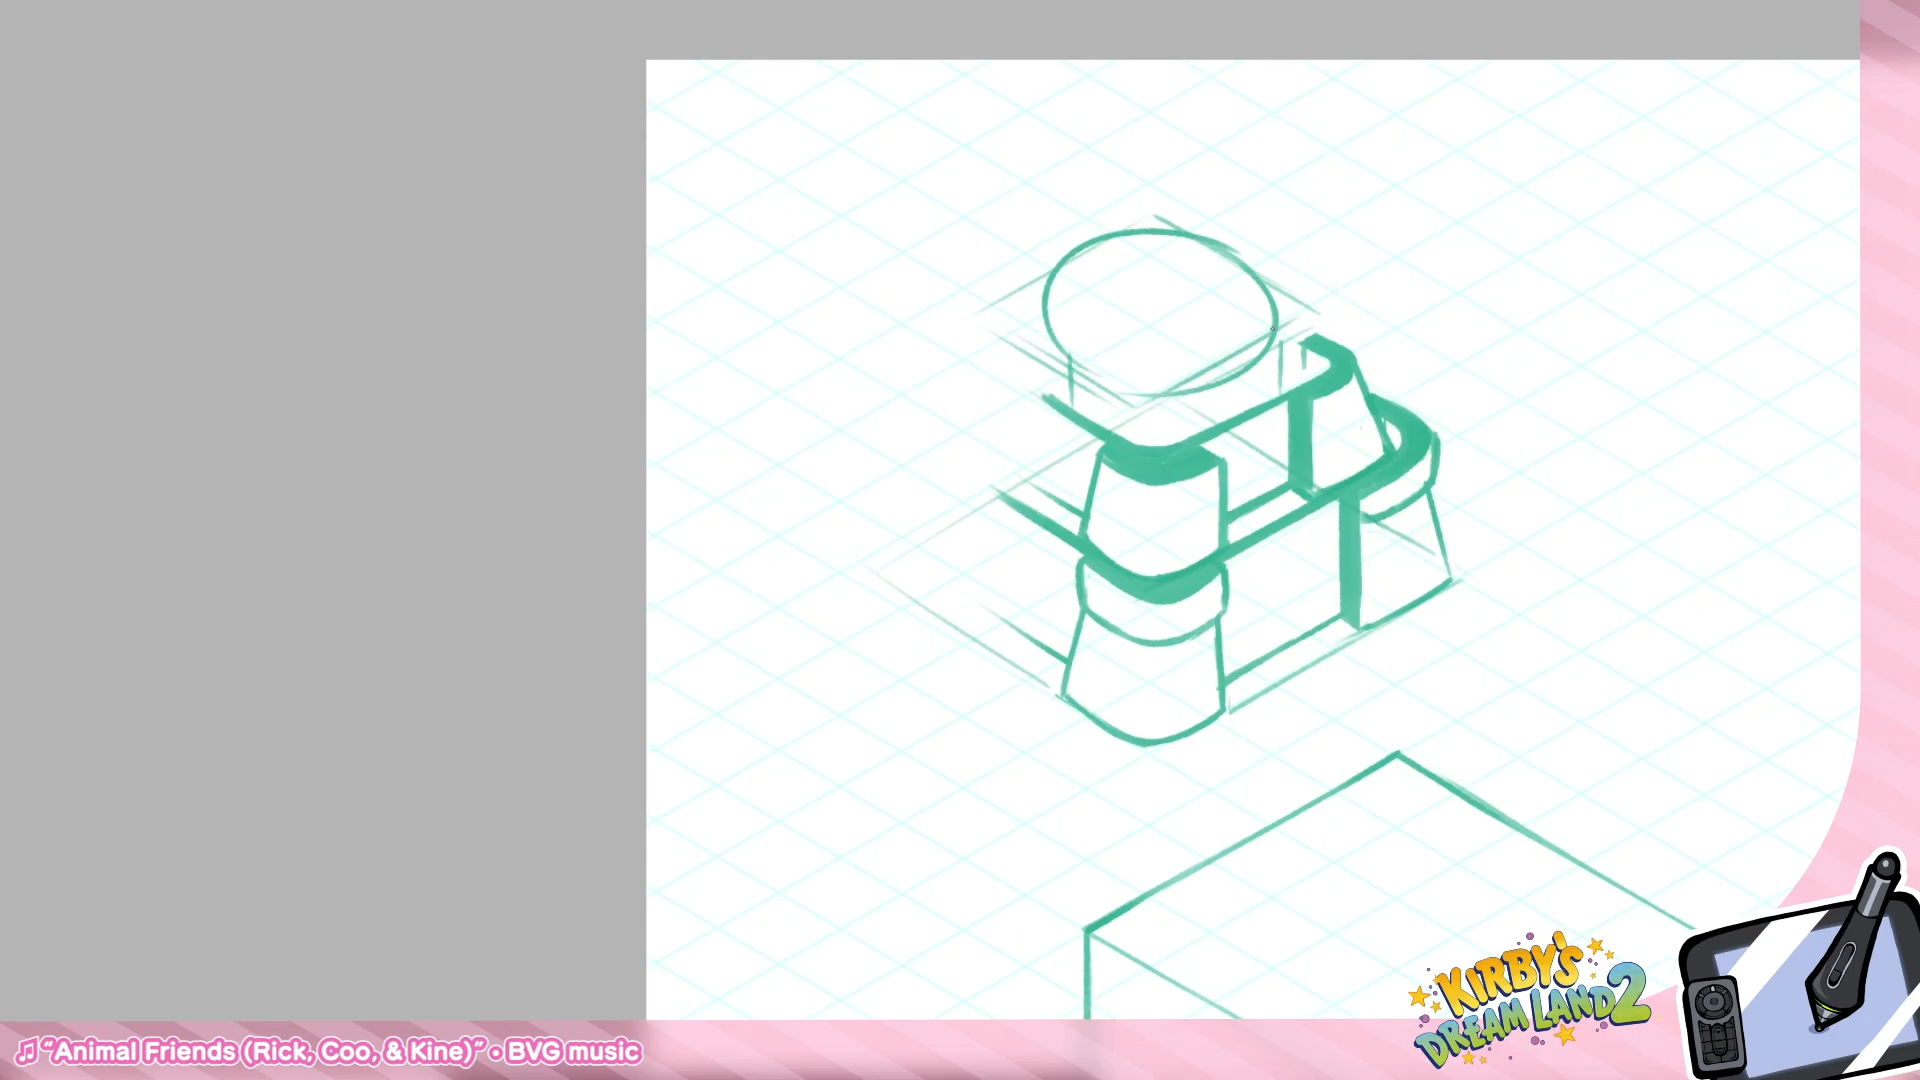 KIRBY'S
DREAM LAND 2
♫ “Animal Friends (Rick, Coo, & Kine)” • BVG music